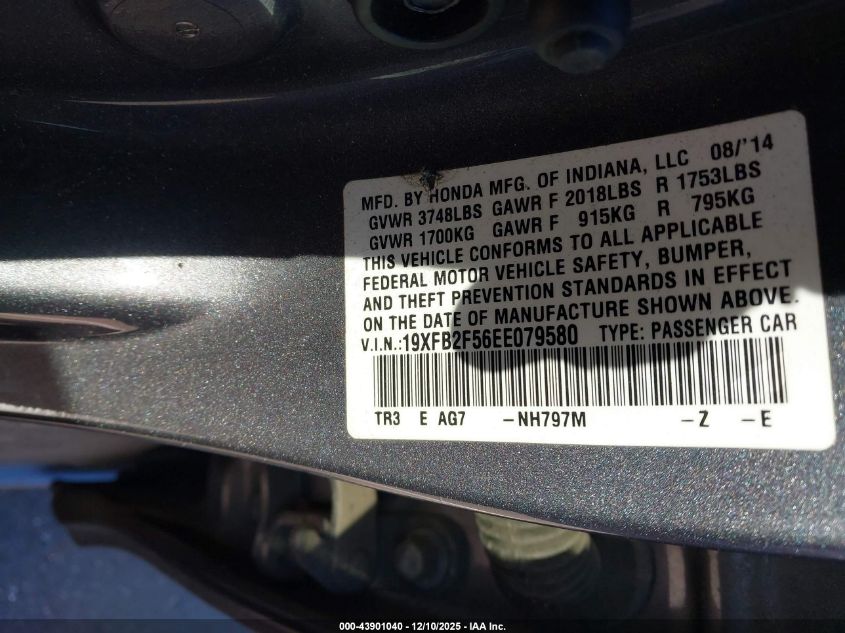 MFD. BY HONDA MFG. OF INDIANA, LLC 08/'14
GVWR 3748LBS GAWR F 2018LBS R 1753LBS
GVWR 1700KG GAWR F 915KG R 795KG
THIS VEHICLE CONFORMS TO ALL APPLICABLE
FEDERAL MOTOR VEHICLE SAFETY, BUMPER,
AND THEFT PREVENTION STANDARDS IN EFFECT
ON THE DATE OF MANUFACTURE SHOWN ABOVE.
V.I.N.:19XFB2F56EE079580 TYPE: PASSENGER CAR
TR3 E AG7 -NH797M -Z -E
000-43901040 • 12/10/2025 • IAA Inc.